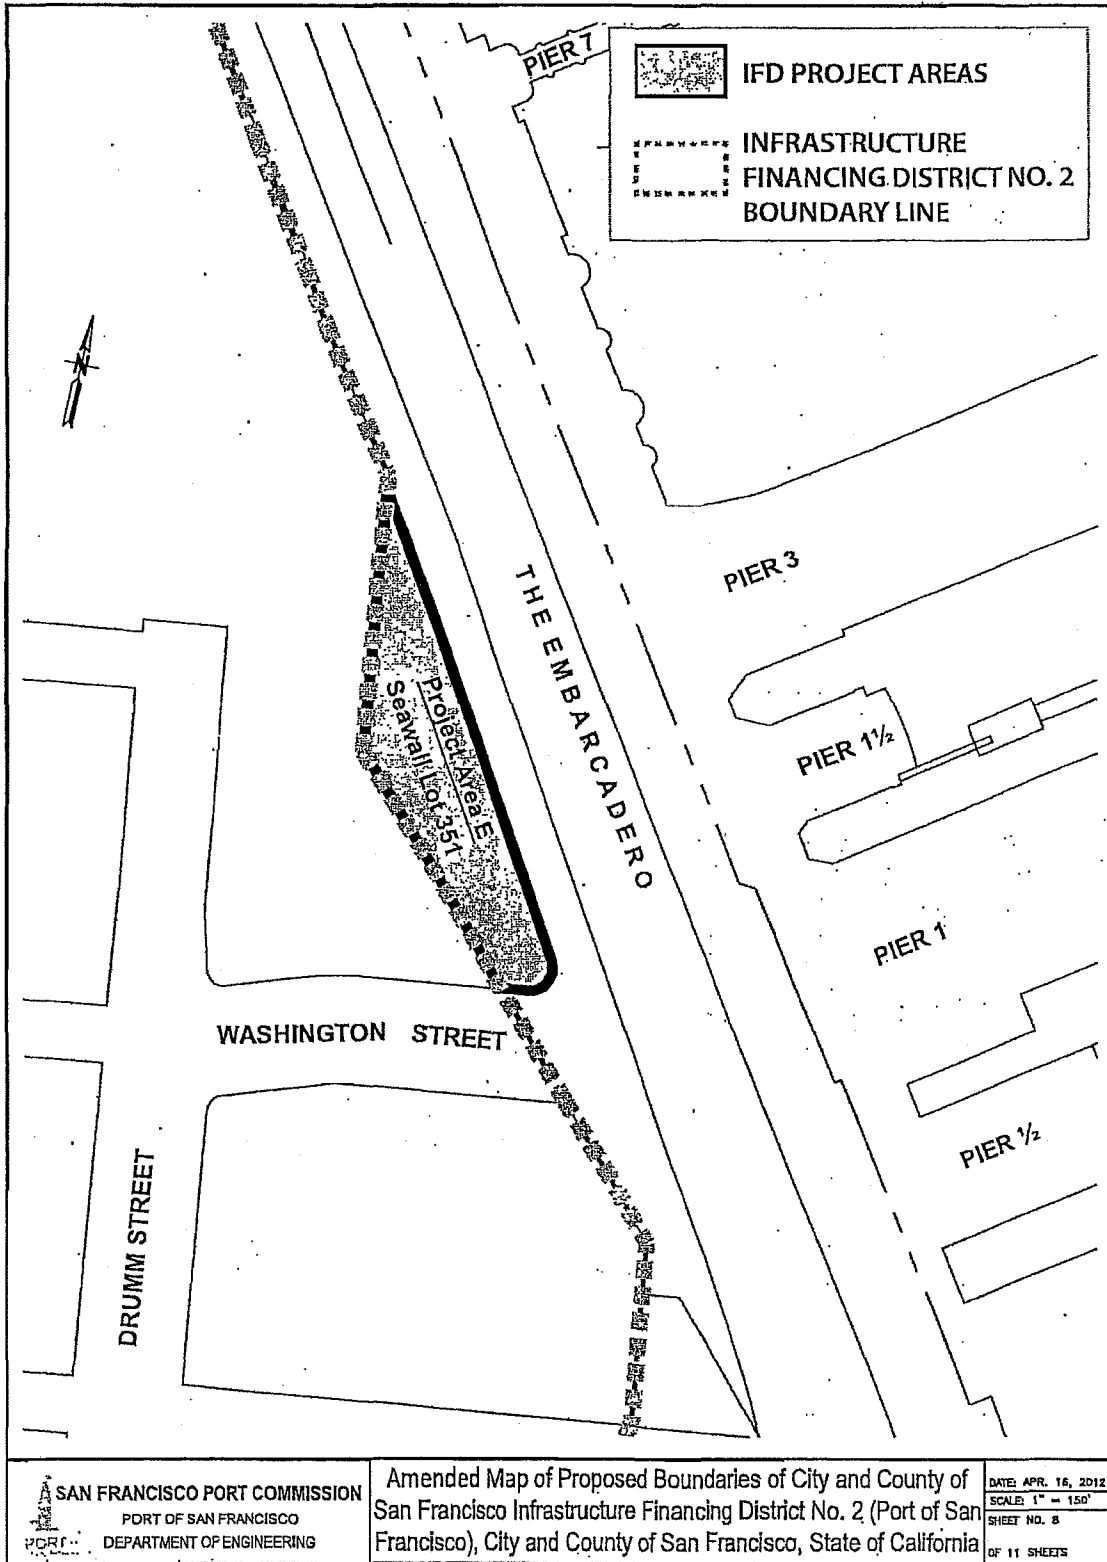 PIER 7
IFD PROJECT AREAS
INFRASTRUCTURE
FINANCING DISTRICT NO. 2
BOUNDARY LINE
N
PIER 3
THE EMBARCADERO
Project Area E
Seawall Lot 351
PIER 1½
PIER 1
WASHINGTON STREET
PIER ½
DRUMM STREET
SAN FRANCISCO PORT COMMISSION
PORT OF SAN FRANCISCO
DEPARTMENT OF ENGINEERING
Amended Map of Proposed Boundaries of City and County of
San Francisco Infrastructure Financing District No. 2 (Port of San
Francisco), City and County of San Francisco, State of California
DATE: APR. 16, 2012
SCALE: 1" = 150'
SHEET NO. 8
OF 11 SHEETS